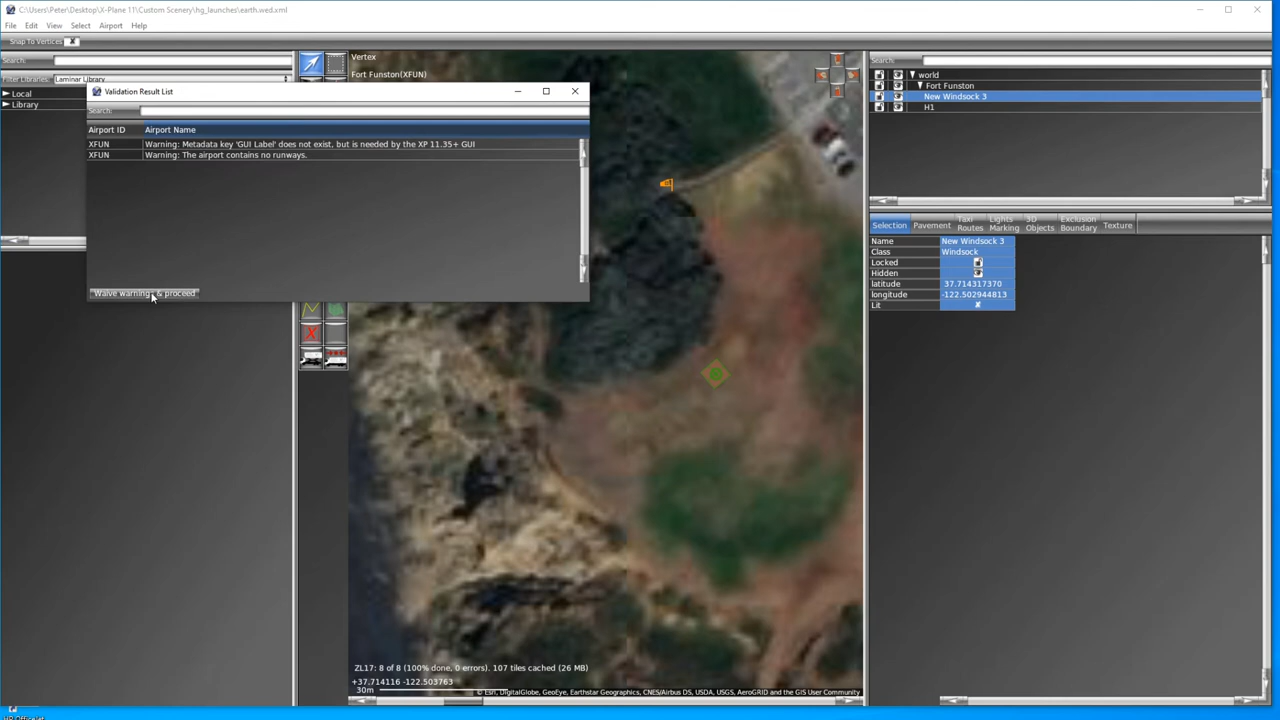 C:\Users\Peter\Desktop\X-Plane 11\Custom Scenery\hg_launches\earth.wed.xml
File Edit View Select Airport Help
Snap To Vertices X
Search:
Filter Libraries: Laminar Library
Local
Library
Validation Result List
Search:
Airport ID Airport Name
XFUN Warning: Metadata key 'GUI Label' does not exist, but is needed by the XP 11.35+ GUI
XFUN Warning: The airport contains no runways.
Waive warnings & proceed
Vertex
Fort Funston(XFUN)
ZL17: 8 of 8 (100% done, 0 errors). 107 tiles cached (26 MB)
+37.714116 -122.503763
30m
© Esri, DigitalGlobe, GeoEye, Earthstar Geographics, CNES/Airbus DS, USDA, USGS, AeroGRID and the GIS User Community
Search:
world
Fort Funston
New Windsock 3
H1
Selection Pavement Taxi Routes Lights Marking 3D Objects Exclusion Boundary Texture
Name New Windsock 3
Class Windsock
Locked
Hidden
latitude 37.714317370
longitude -122.502944813
Lit